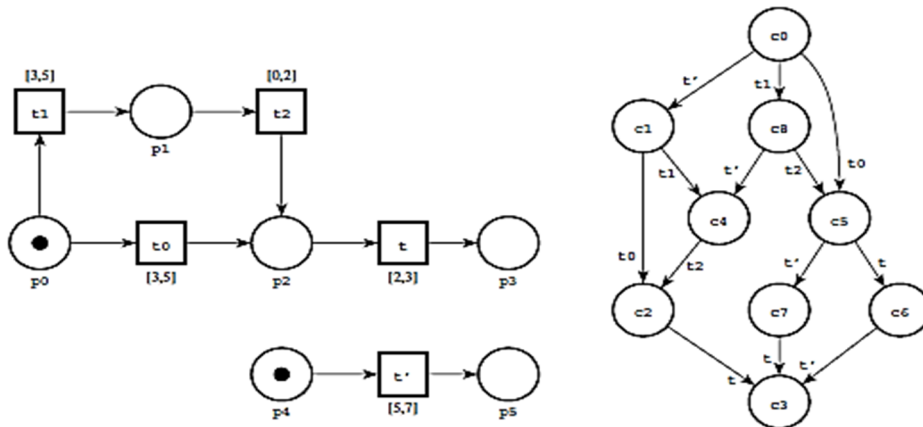 [3,5] [0,2]
t1 t2
p1
t0
p0 [3,5] p2 t p3
[2,3]
t'
p4 [5,7] p5
c0
t' t1
c1 c8
t1 t' t2 t0
c4 c5
t0 t2 t' t
c2 c7 c6
t t t'
c3